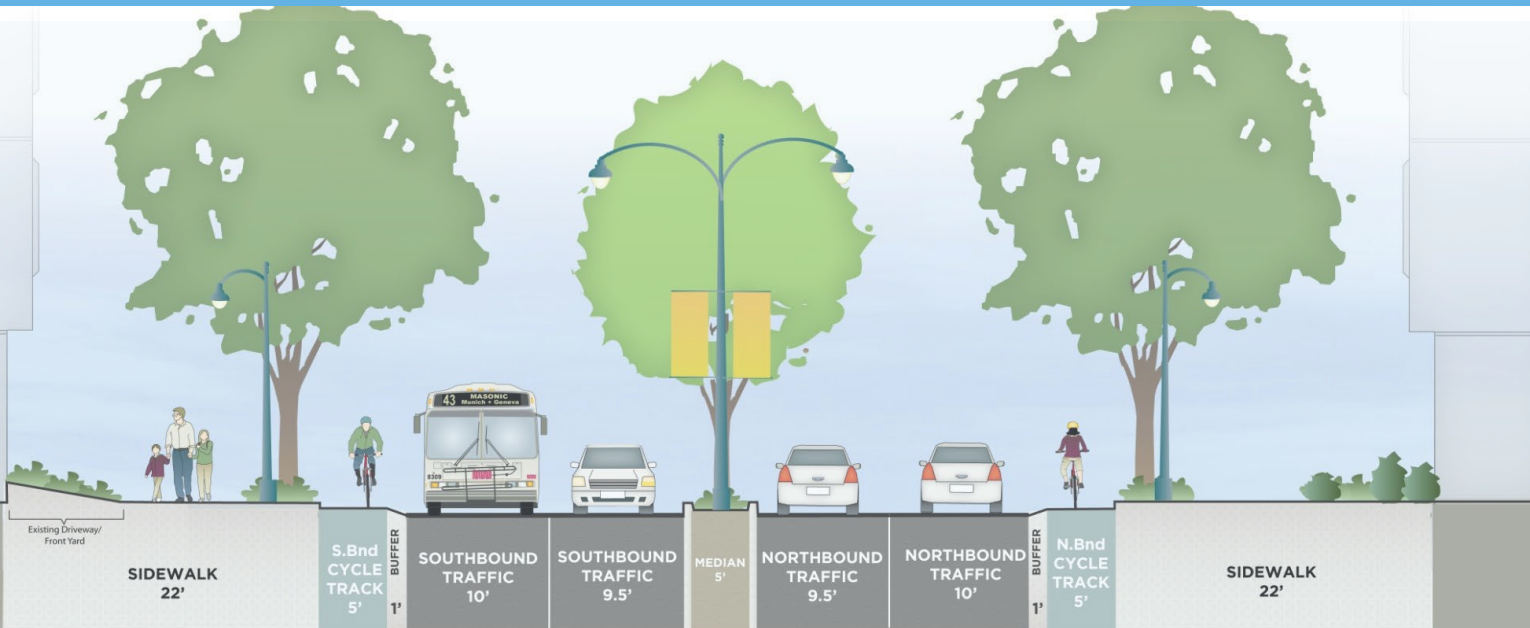 43 MASONIC
Munich + Geneva
8309
Existing Driveway/
Front Yard
SIDEWALK
22'
S.Bnd
CYCLE
TRACK
5'
BUFFER
1'
SOUTHBOUND
TRAFFIC
10'
SOUTHBOUND
TRAFFIC
9.5'
MEDIAN
5'
NORTHBOUND
TRAFFIC
9.5'
NORTHBOUND
TRAFFIC
10'
BUFFER
1'
N.Bnd
CYCLE
TRACK
5'
SIDEWALK
22'